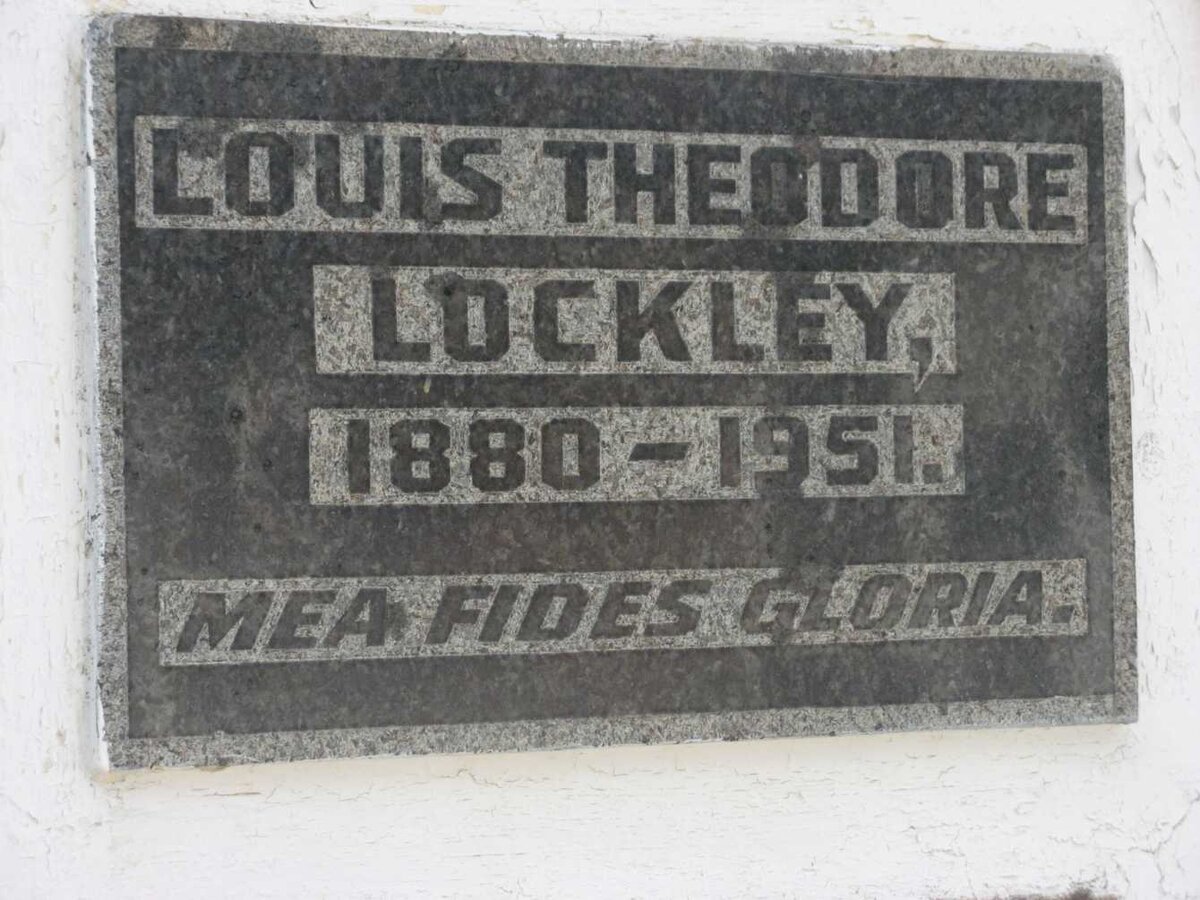 LOUIS THEODORE
LOCKLEY,
1880 – 1951.
MEA FIDES GLORIA.